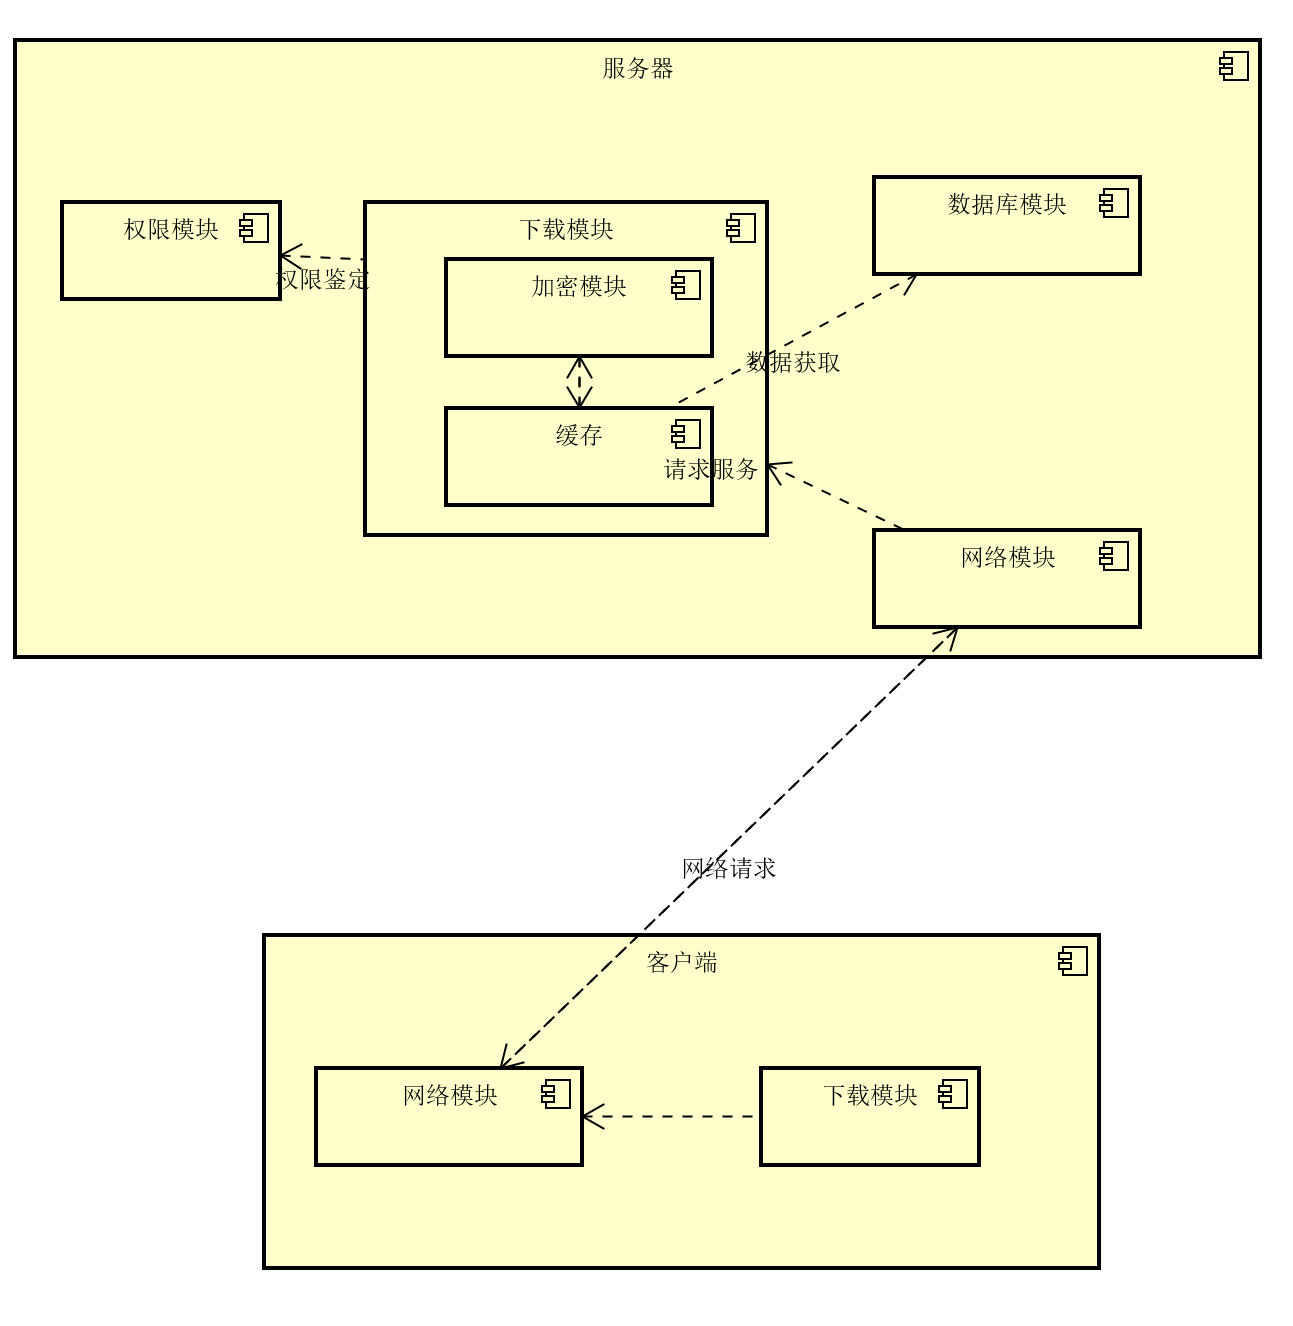 服务器
数据库模块
权限模块
下载模块
权限鉴定
加密模块
数据获取
缓存
请求服务
网络模块
网络请求
客户端
网络模块
下载模块